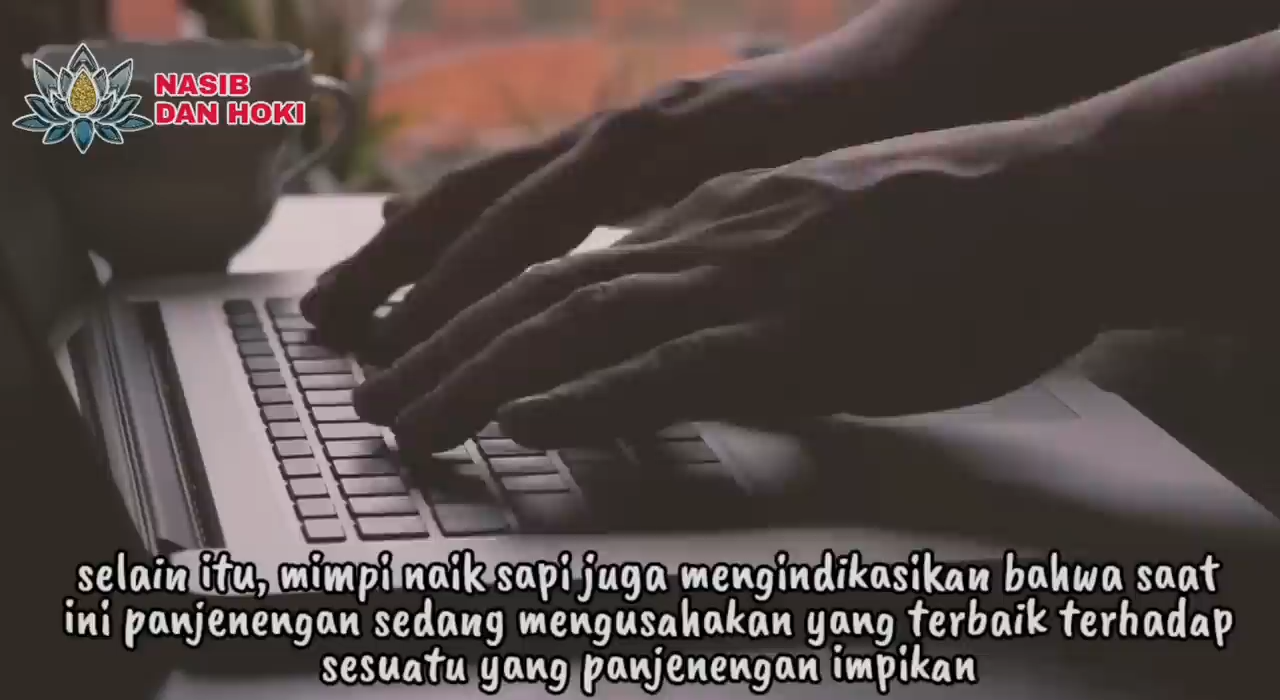 NASIB
DAN HOKI
selain itu, mimpi naik sapi juga mengindikasikan bahwa saat
ini panjenengan sedang mengusahakan yang terbaik terhadap
sesuatu yang panjenengan impikan